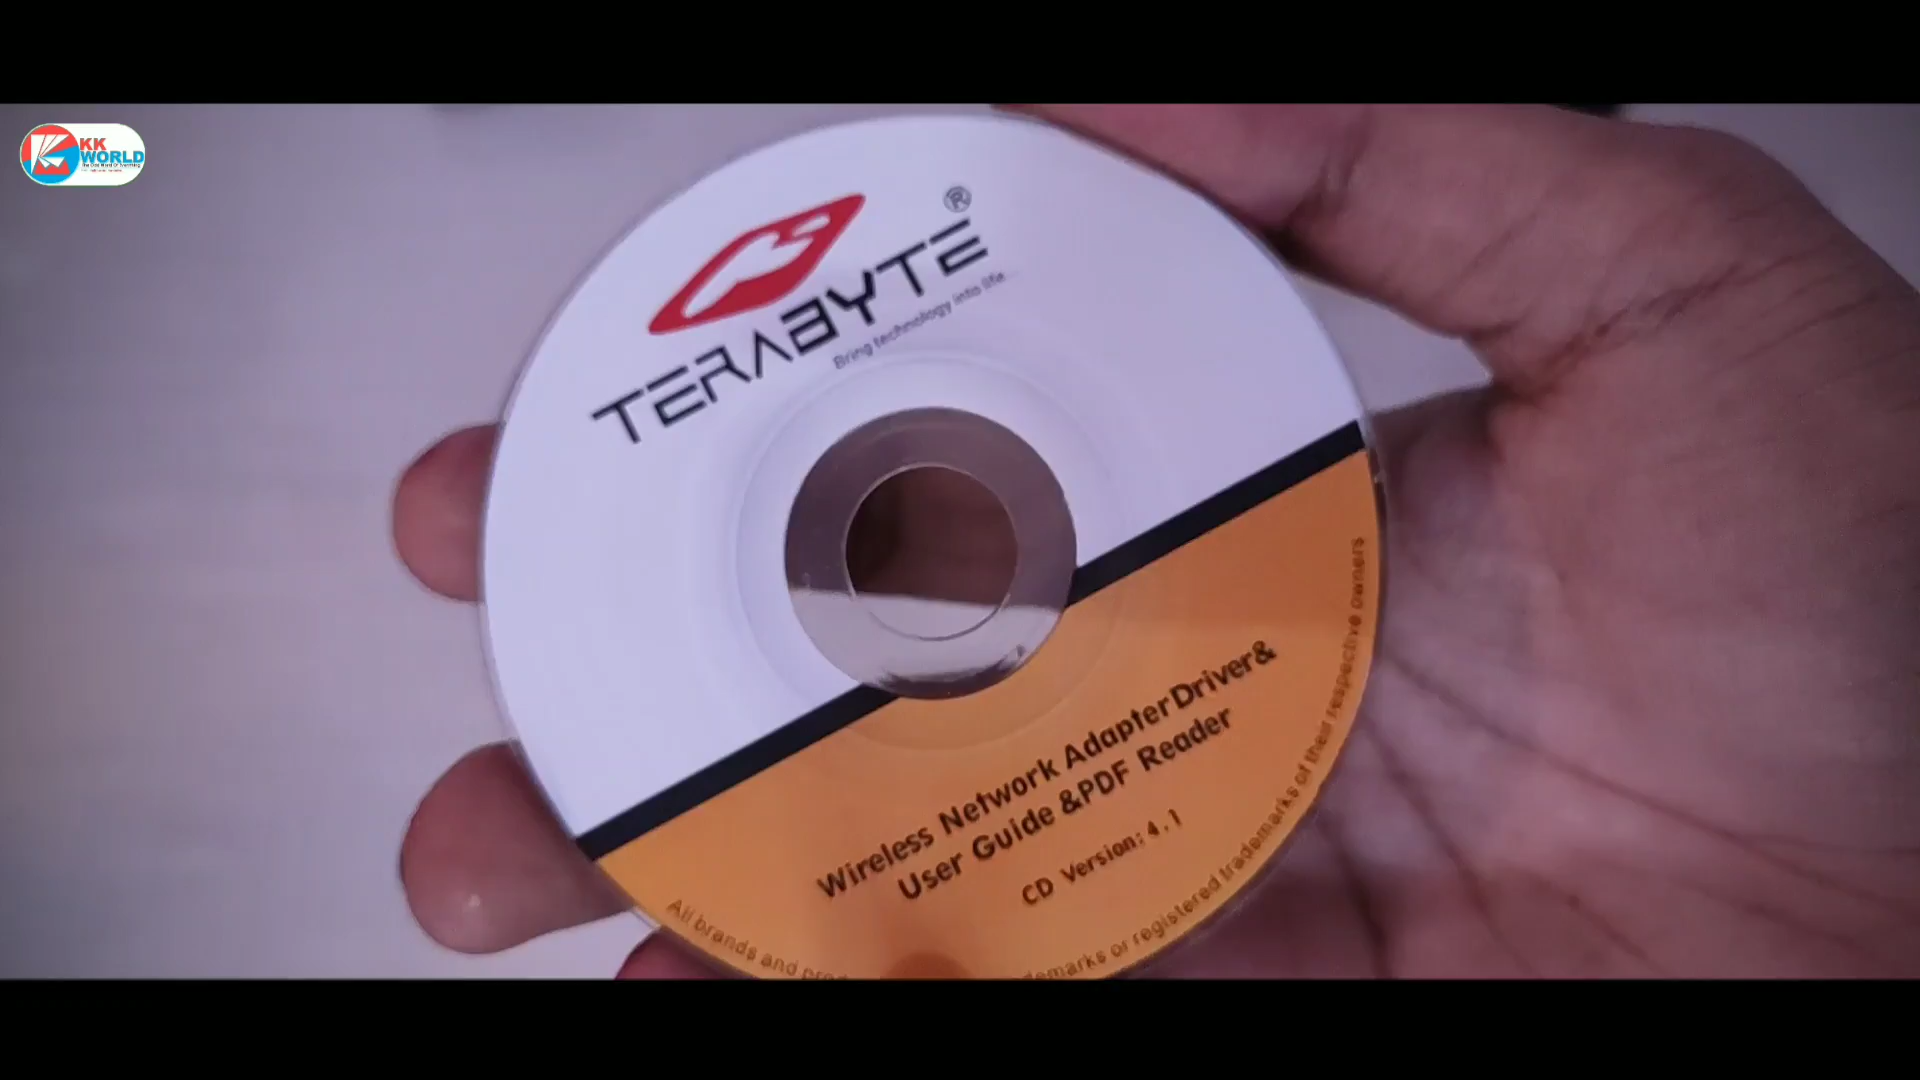 KK
WORLD
®
TERABYTE
Bring technology into life
Wireless Network Adapter Driver&
User Guide &PDF Reader
CD Version: 4.1
All brands and
marks or registered trademarks of their respective owners